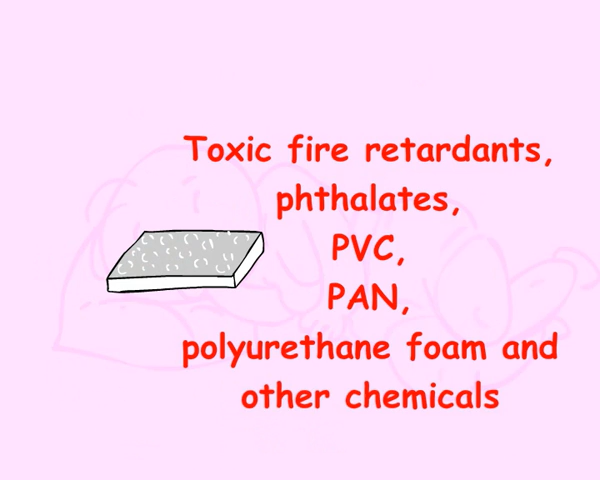 Toxic fire retardants,
phthalates,
PVC,
PAN,
polyurethane foam and
other chemicals